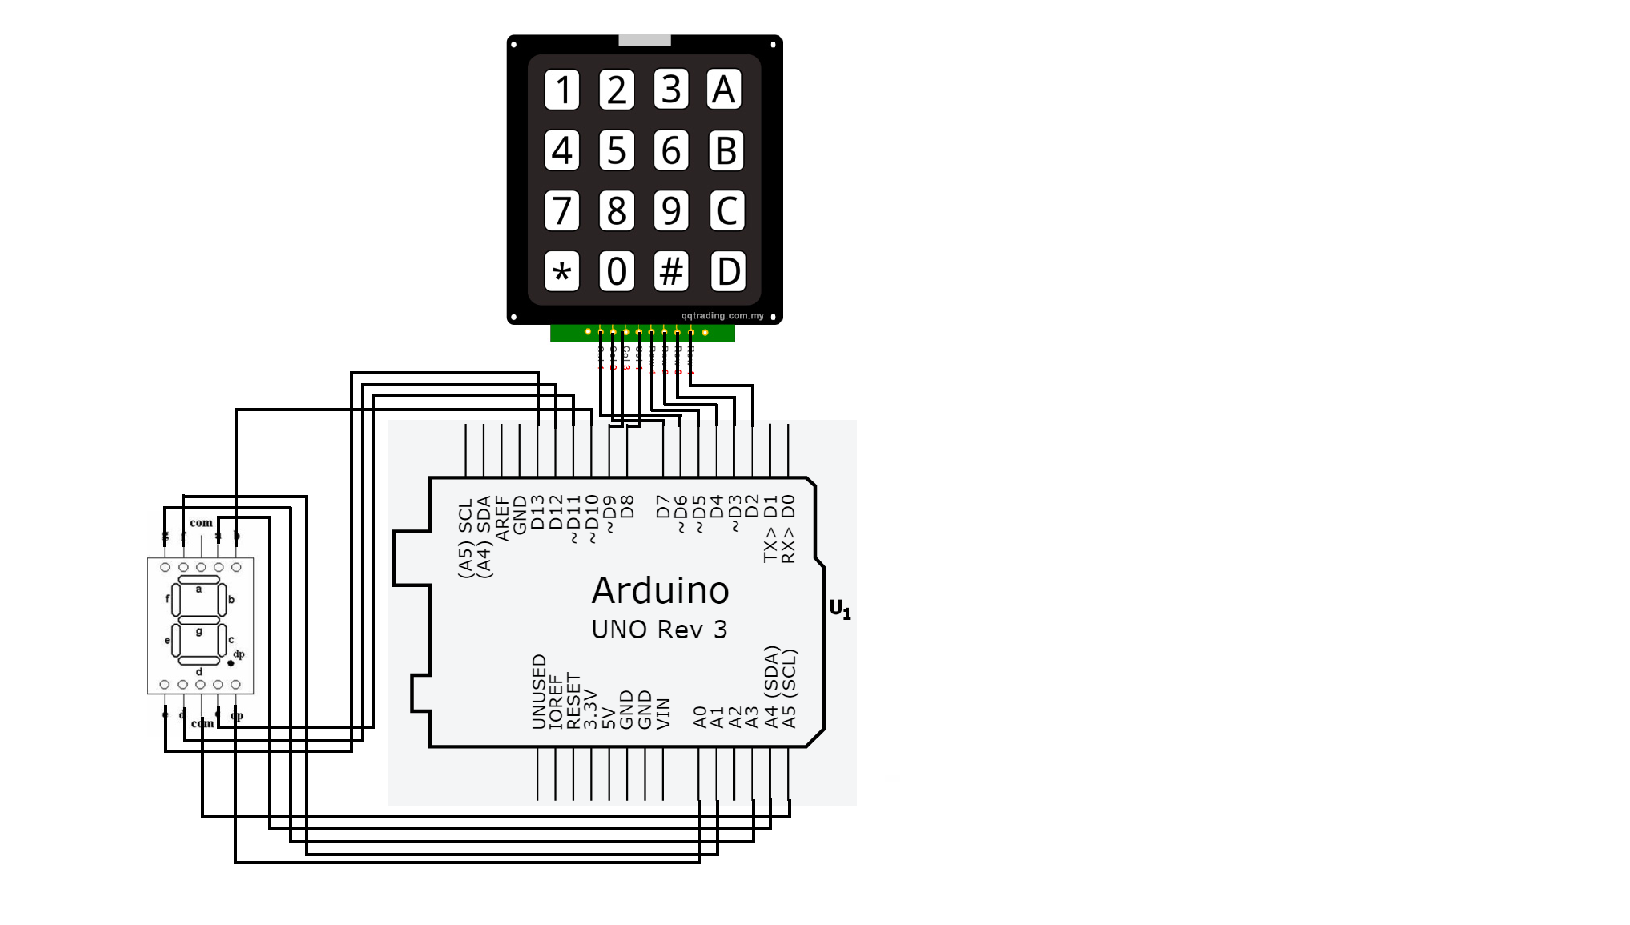 1 2 3 A
4 5 6 B
7 8 9 C
* 0 # D
qqtrading.com.my
(A5) SCL
(A4) SDA
AREF
GND
D13
D12
~D11
~D10
~D9
D8
D7
~D6
~D5
D4
~D3
D2
TX> D1
RX> D0
Arduino
UNO Rev 3
U1
UNUSED
IOREF
RESET
3.3V
5V
GND
GND
VIN
A0
A1
A2
A3
A4 (SDA)
A5 (SCL)
com
a
f
b
g
e
c
dp
d
com
dp